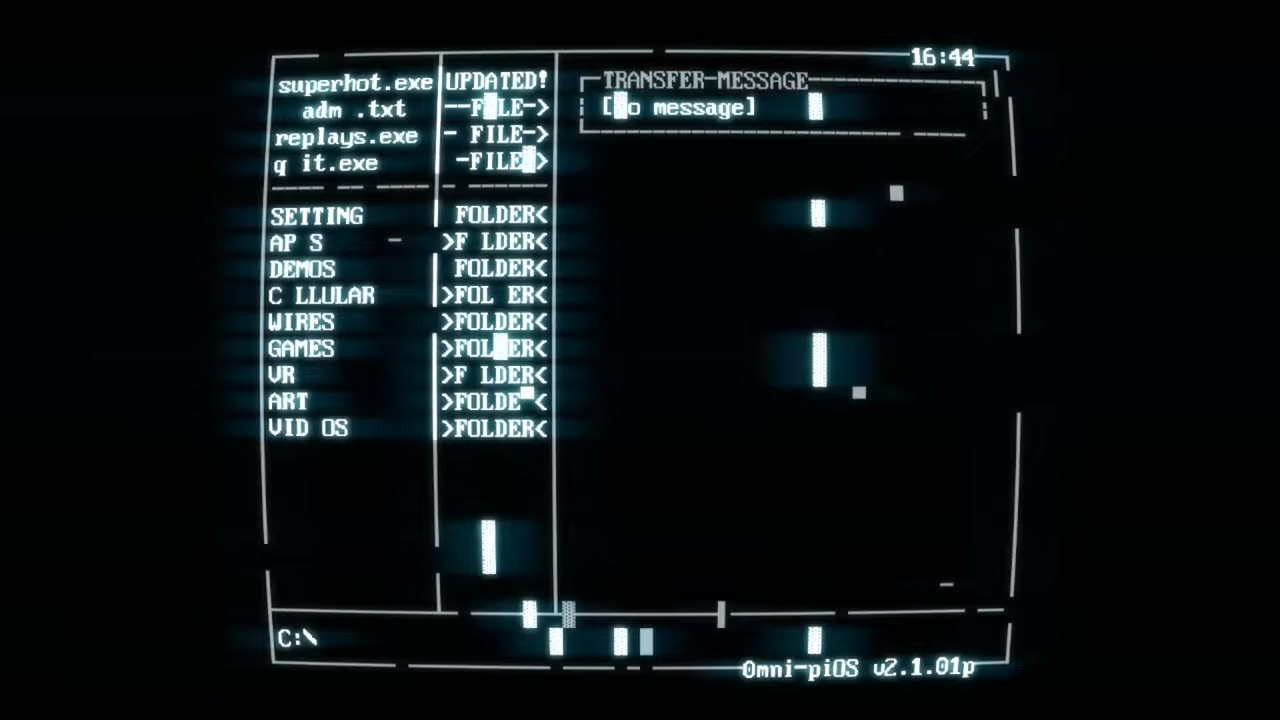 16:44
superhot.exe UPDATED!
adm .txt --F LE->
replays.exe - FILE->
q it.exe -FILE >
SETTING FOLDER<
AP S >F LDER<
DEMOS FOLDER<
C LLULAR >FOL ER<
WIRES >FOLDER<
GAMES >FOL ER<
VR >F LDER<
ART >FOLDE <
VID OS >FOLDER<
TRANSFER-MESSAGE
[ o message]
C:\
Omni-piOS v2.1.01p